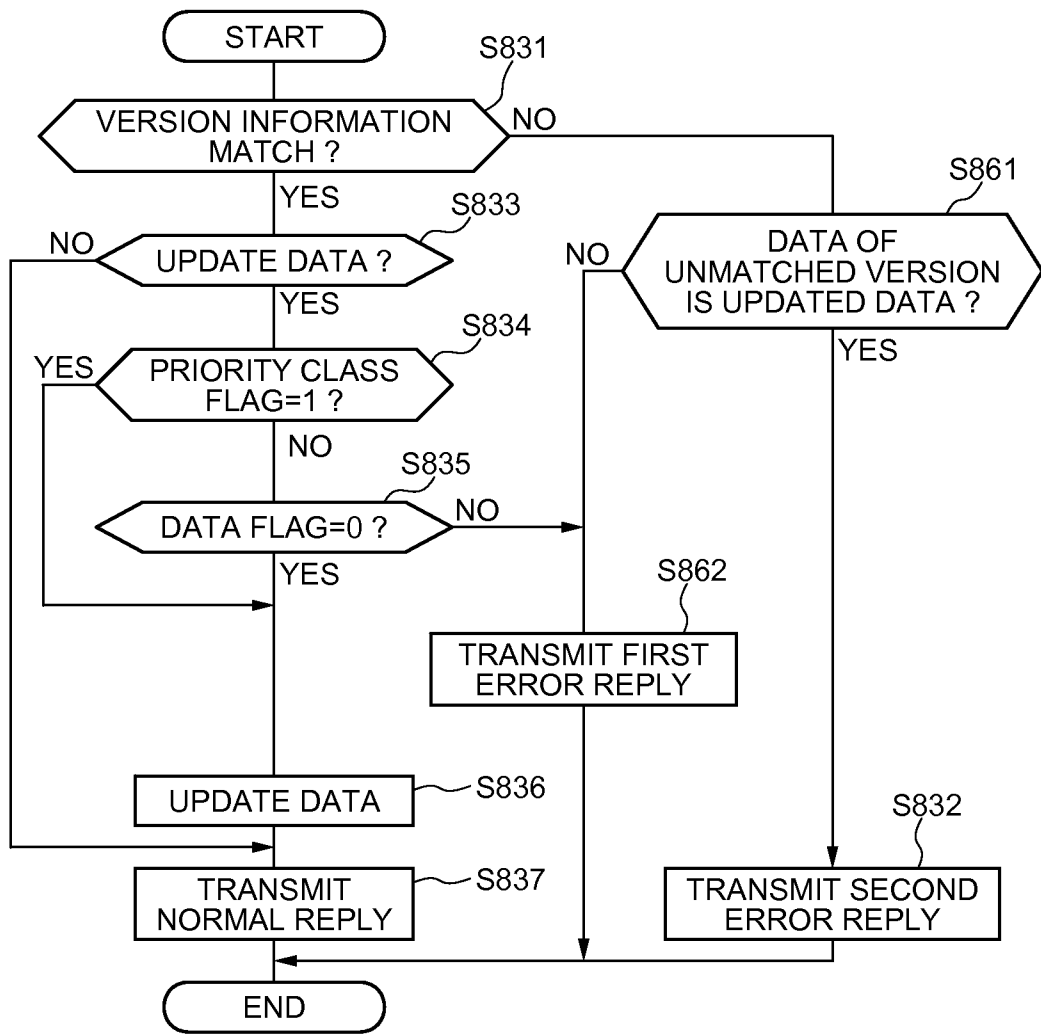 START
S831
VERSION INFORMATION
MATCH ?
NO
YES
S861
S833
NO
UPDATE DATA ?
DATA OF
UNMATCHED VERSION
IS UPDATED DATA ?
NO
YES
YES
S834
YES
PRIORITY CLASS
FLAG=1 ?
NO
S835
DATA FLAG=0 ?
NO
YES
S862
TRANSMIT FIRST
ERROR REPLY
UPDATE DATA
S836
S832
TRANSMIT
NORMAL REPLY
S837
TRANSMIT SECOND
ERROR REPLY
END